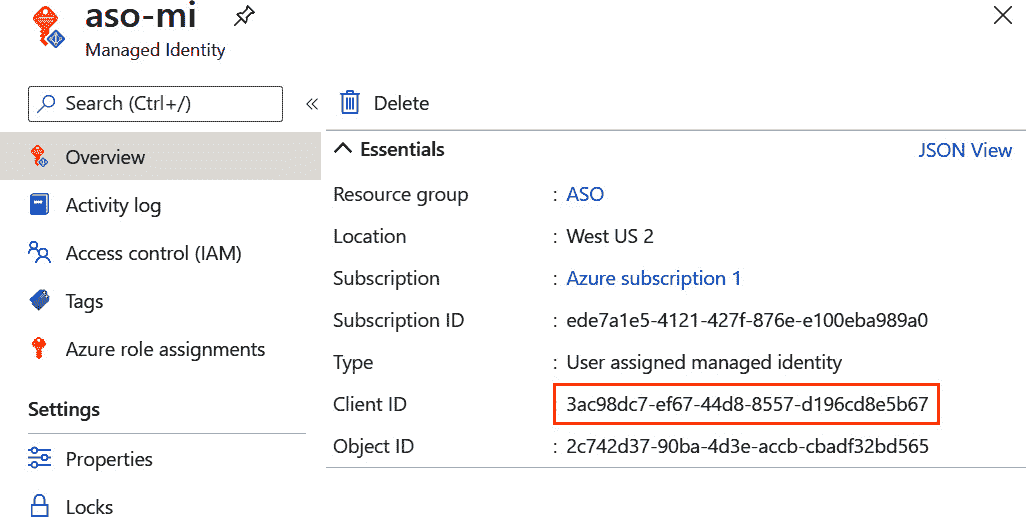 aso-mi
Managed Identity
Search (Ctrl+/)
«
Delete
Overview
Activity log
Access control (IAM)
Tags
Azure role assignments
Settings
Properties
Locks
Essentials
JSON View
Resource group : ASO
Location : West US 2
Subscription : Azure subscription 1
Subscription ID : ede7a1e5-4121-427f-876e-e100eba989a0
Type : User assigned managed identity
Client ID : 3ac98dc7-ef67-44d8-8557-d196cd8e5b67
Object ID : 2c742d37-90ba-4d3e-accb-cbadf32bd565